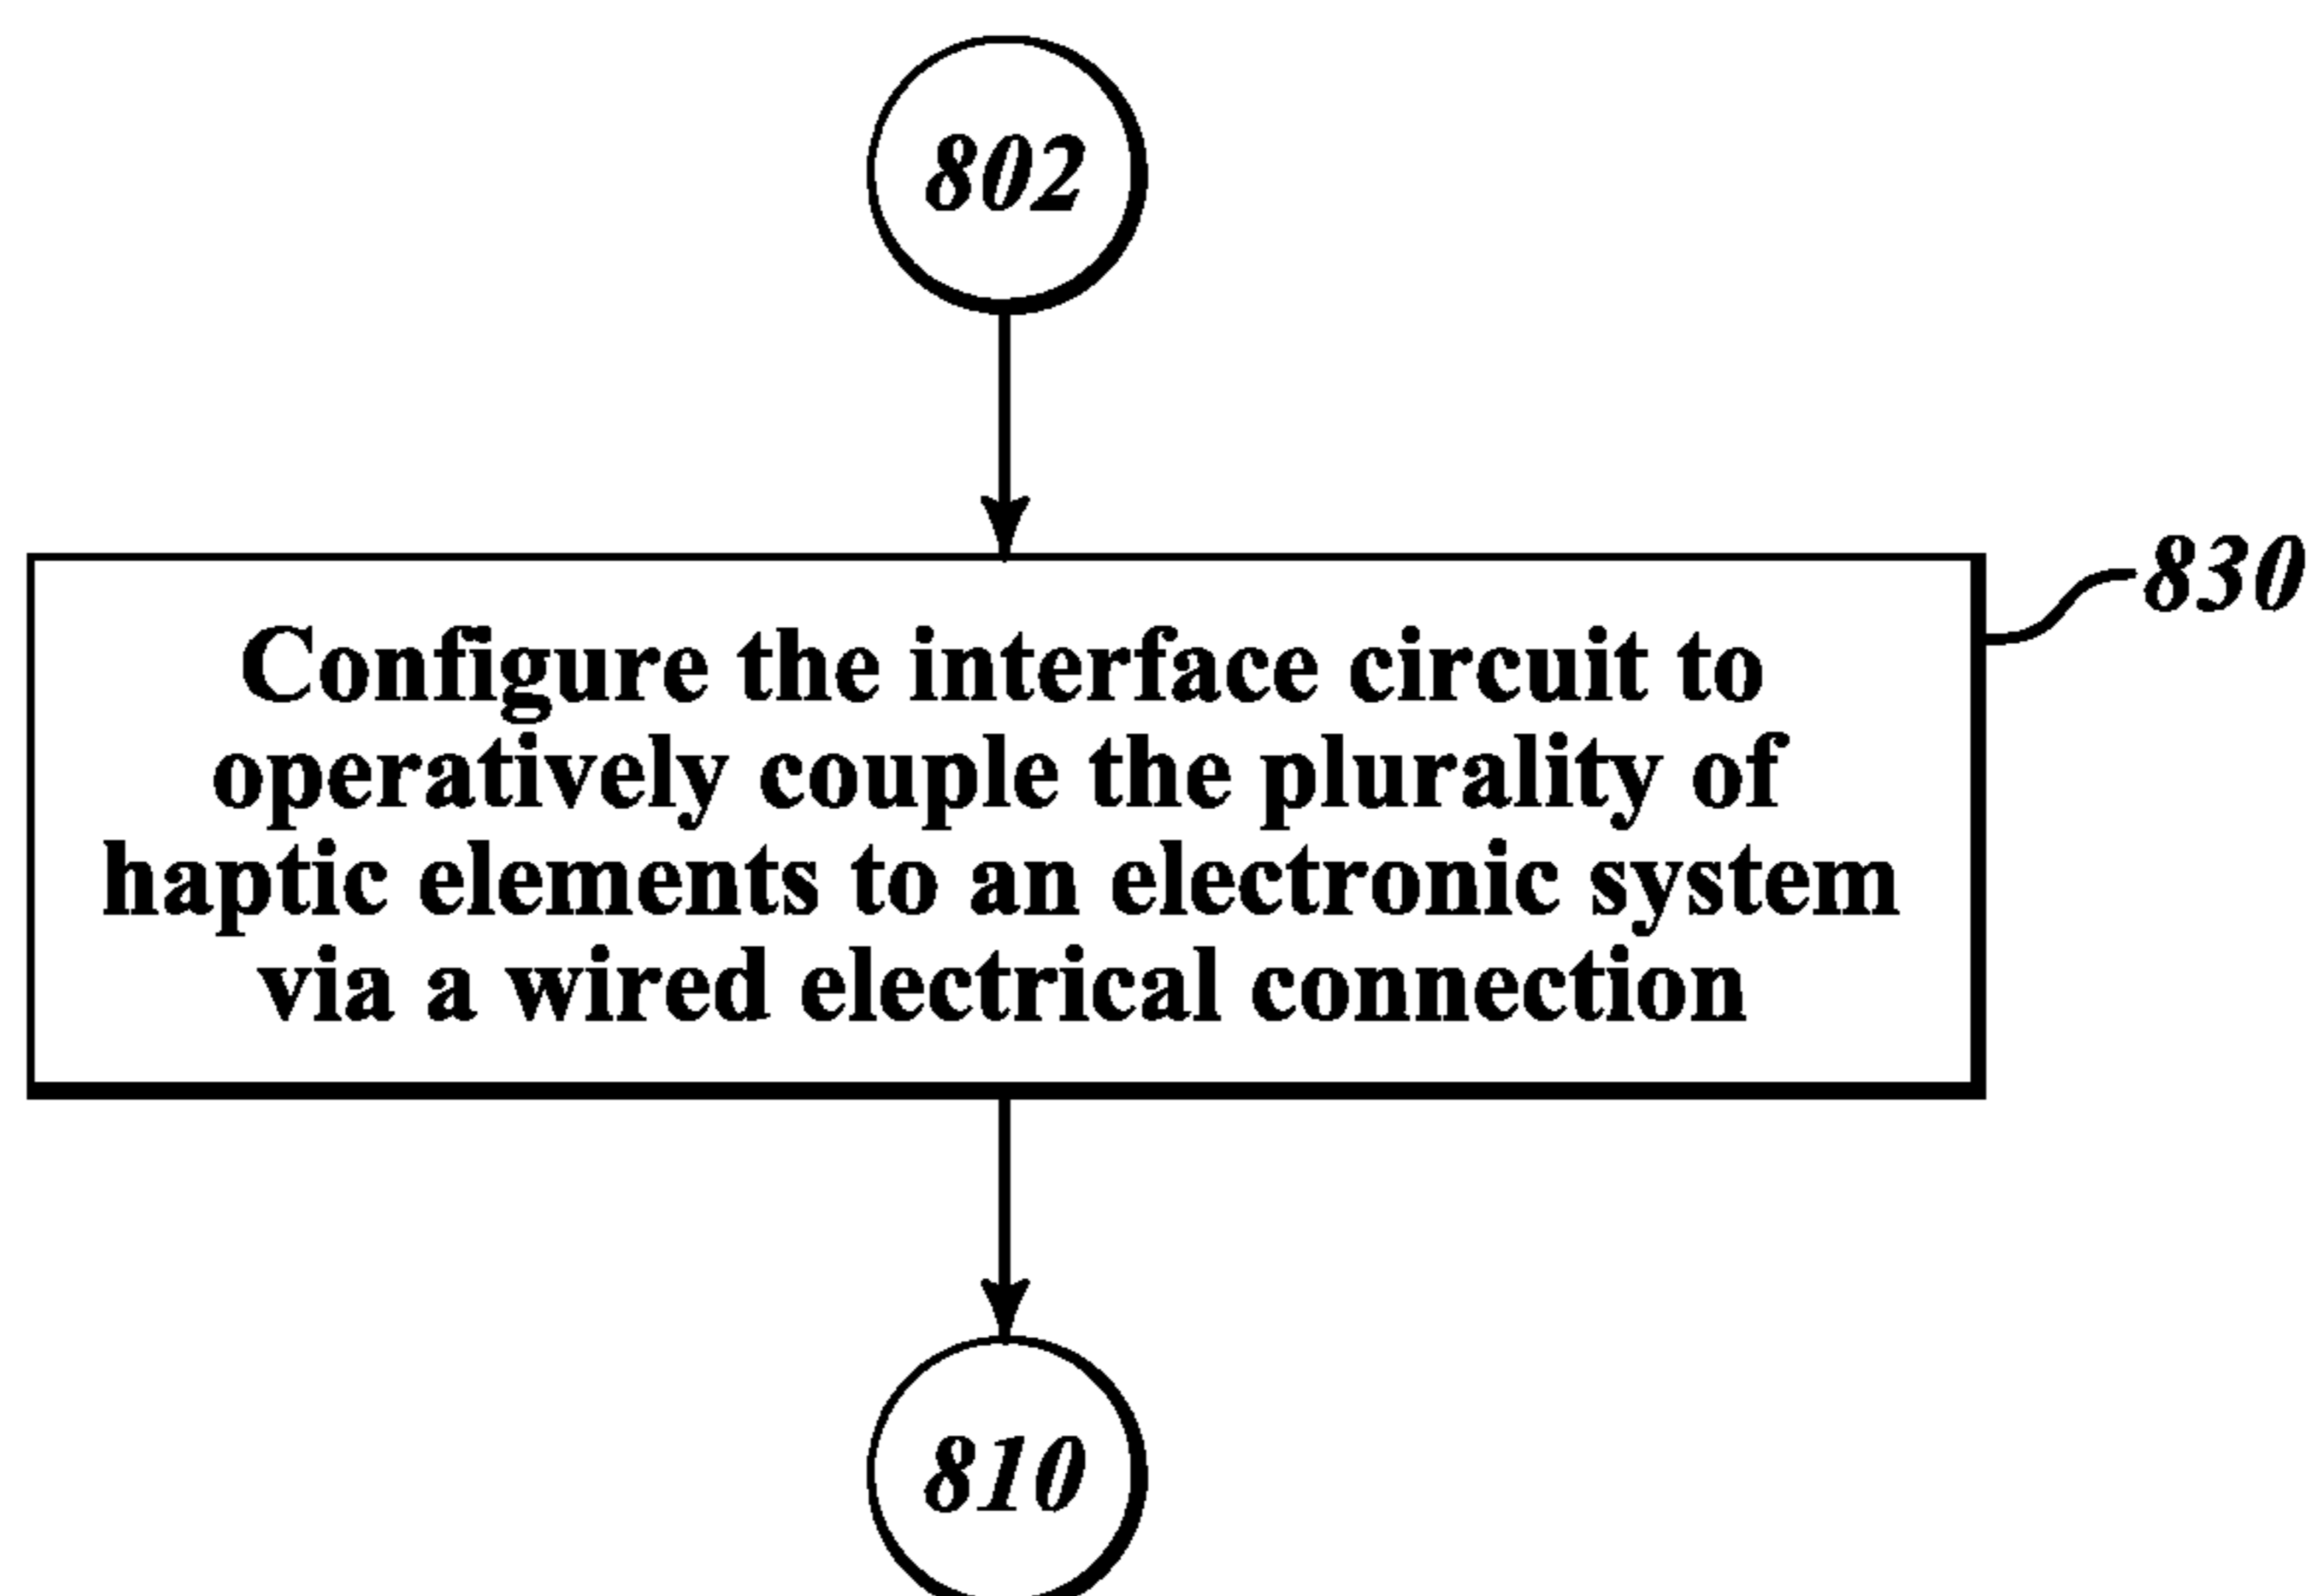 802
830
Configure the interface circuit to
operatively couple the plurality of
haptic elements to an electronic system
via a wired electrical connection
810